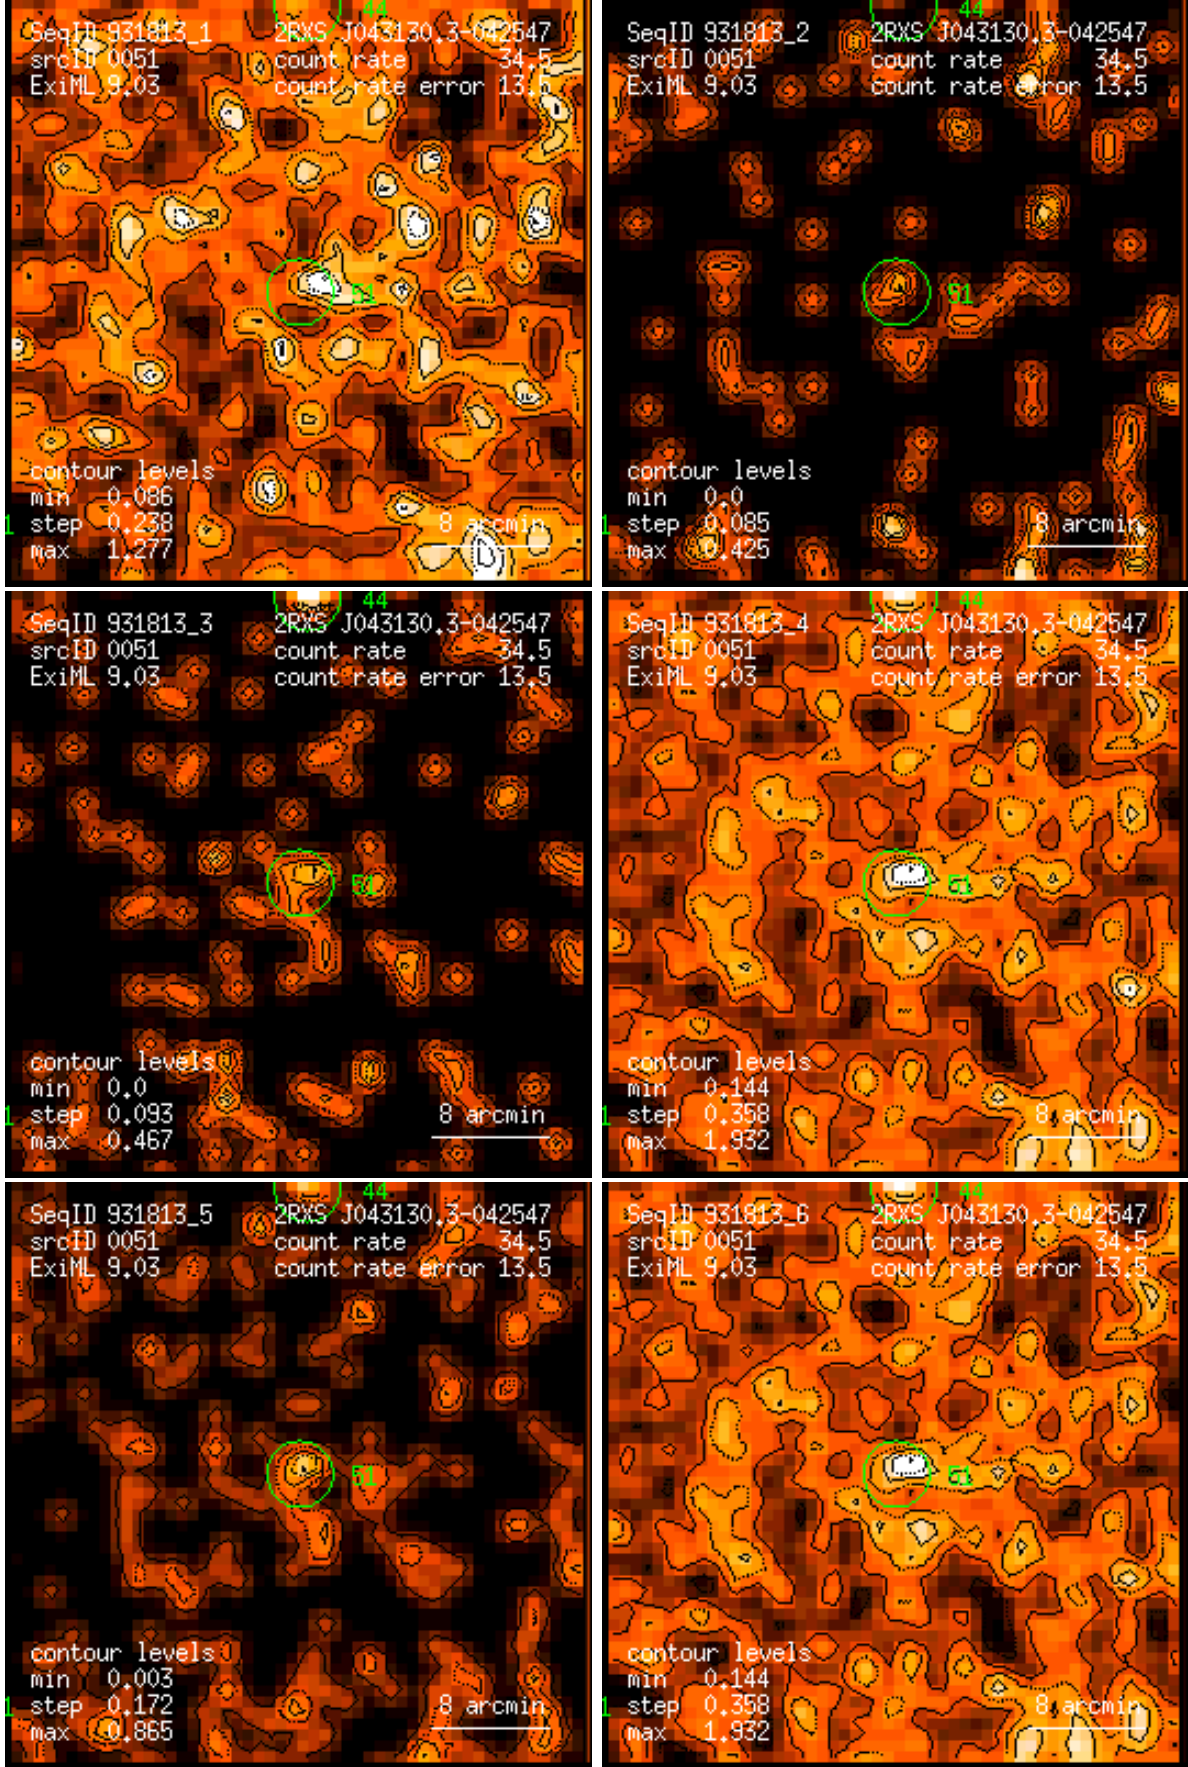 44
SeqID 931813_1 2RXS J043130.3-042547
srcID 0051 count rate 34.5
ExiML 9.03 count rate error 13.5
51
contour levels
min 0.086
step 0.238
max 1.277
8 arcmin
1
44
SeqID 931813_2 2RXS J043130.3-042547
srcID 0051 count rate 34.5
ExiML 9.03 count rate error 13.5
51
contour levels
min 0.0
step 0.085
max 0.425
8 arcmin
1
44
SeqID 931813_3 2RXS J043130.3-042547
srcID 0051 count rate 34.5
ExiML 9.03 count rate error 13.5
51
contour levels
min 0.0
step 0.093
max 0.467
8 arcmin
1
44
SeqID 931813_4 2RXS J043130.3-042547
srcID 0051 count rate 34.5
ExiML 9.03 count rate error 13.5
51
contour levels
min 0.144
step 0.358
max 1.932
8 arcmin
1
44
SeqID 931813_5 2RXS J043130.3-042547
srcID 0051 count rate 34.5
ExiML 9.03 count rate error 13.5
51
contour levels
min 0.003
step 0.172
max 0.865
8 arcmin
1
44
SeqID 931813_6 2RXS J043130.3-042547
srcID 0051 count rate 34.5
ExiML 9.03 count rate error 13.5
51
contour levels
min 0.144
step 0.358
max 1.932
8 arcmin
1